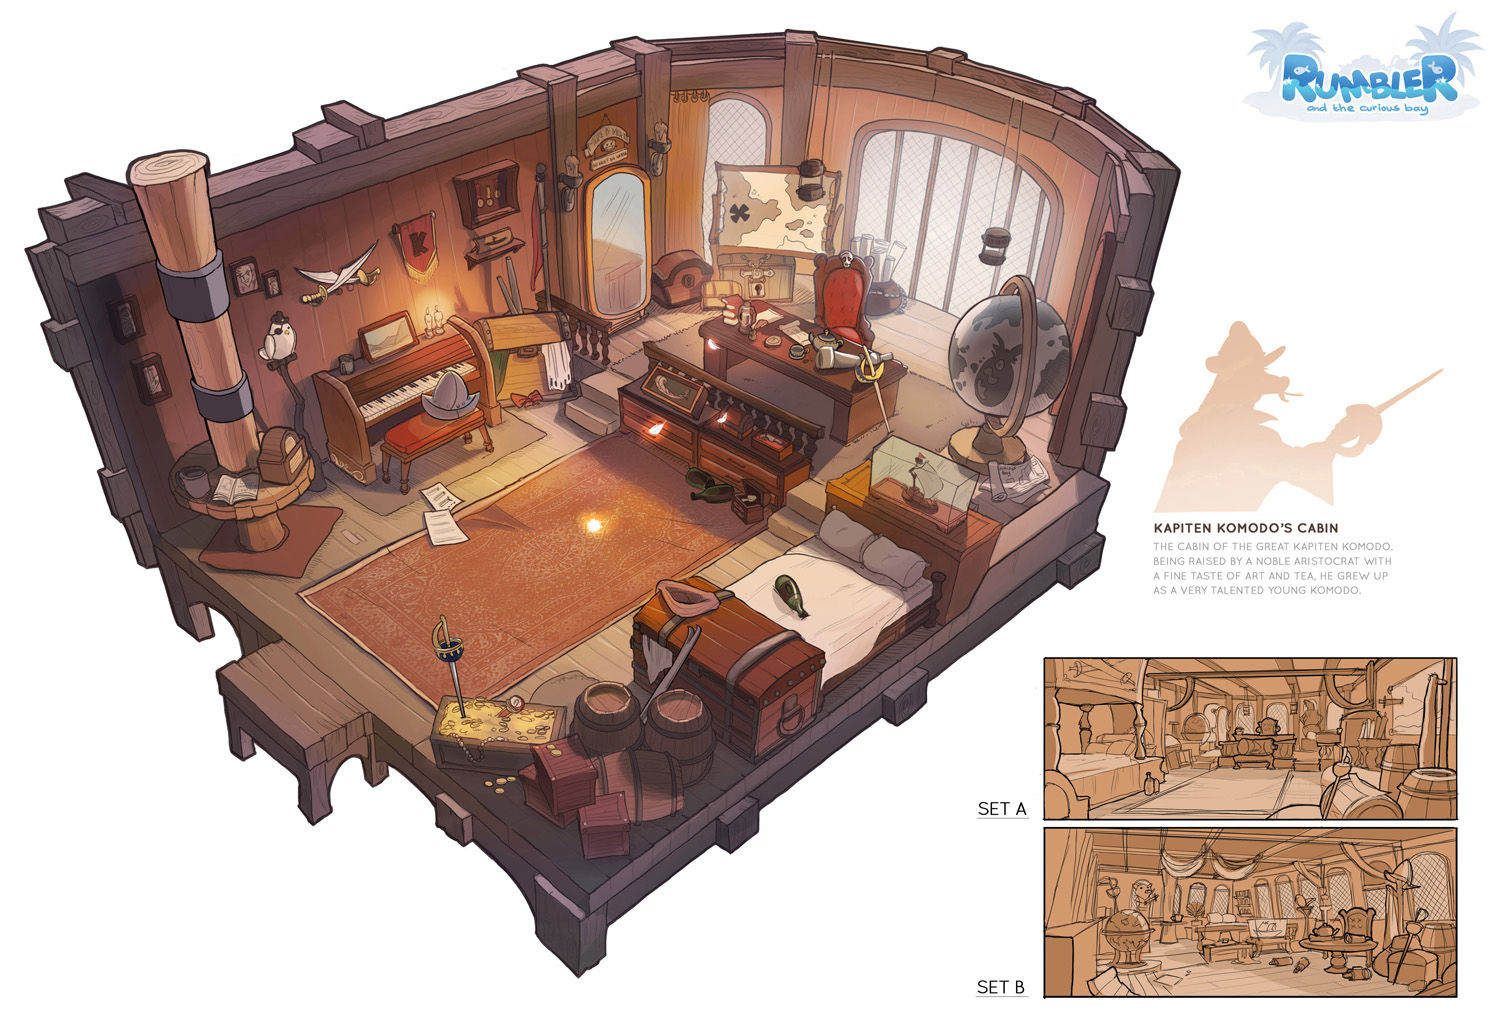 RUMBLER
and the curious bay
K
KAPITEN KOMODO'S CABIN
THE CABIN OF THE GREAT KAPITEN KOMODO.
BEING RAISED BY A NOBLE ARISTOCRAT WITH
A FINE TASTE OF ART AND TEA, HE GREW UP
AS A VERY TALENTED YOUNG KOMODO.
SET A
SET B